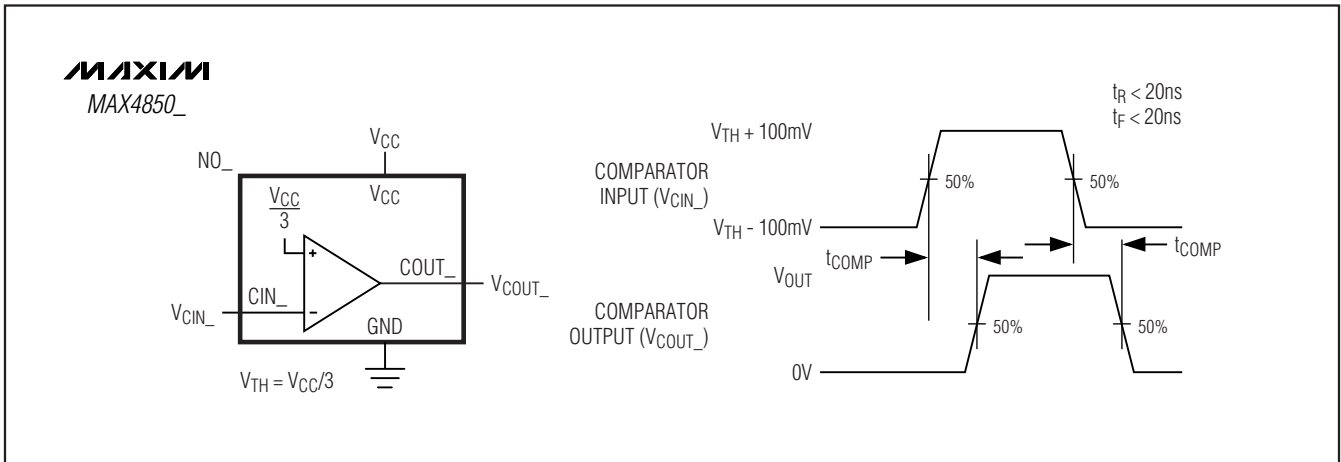 MAXIM
MAX4850_
NO_
VCC
VCC
VCC
3
+
-
CIN_
COUT_
GND
VCIN_
VCOUT_
VTH = VCC/3
tR < 20ns
tF < 20ns
VTH + 100mV
COMPARATOR
INPUT (VCIN_)
50%
50%
VTH - 100mV
tCOMP
tCOMP
VOUT
COMPARATOR
OUTPUT (VCOUT_)
50%
50%
0V